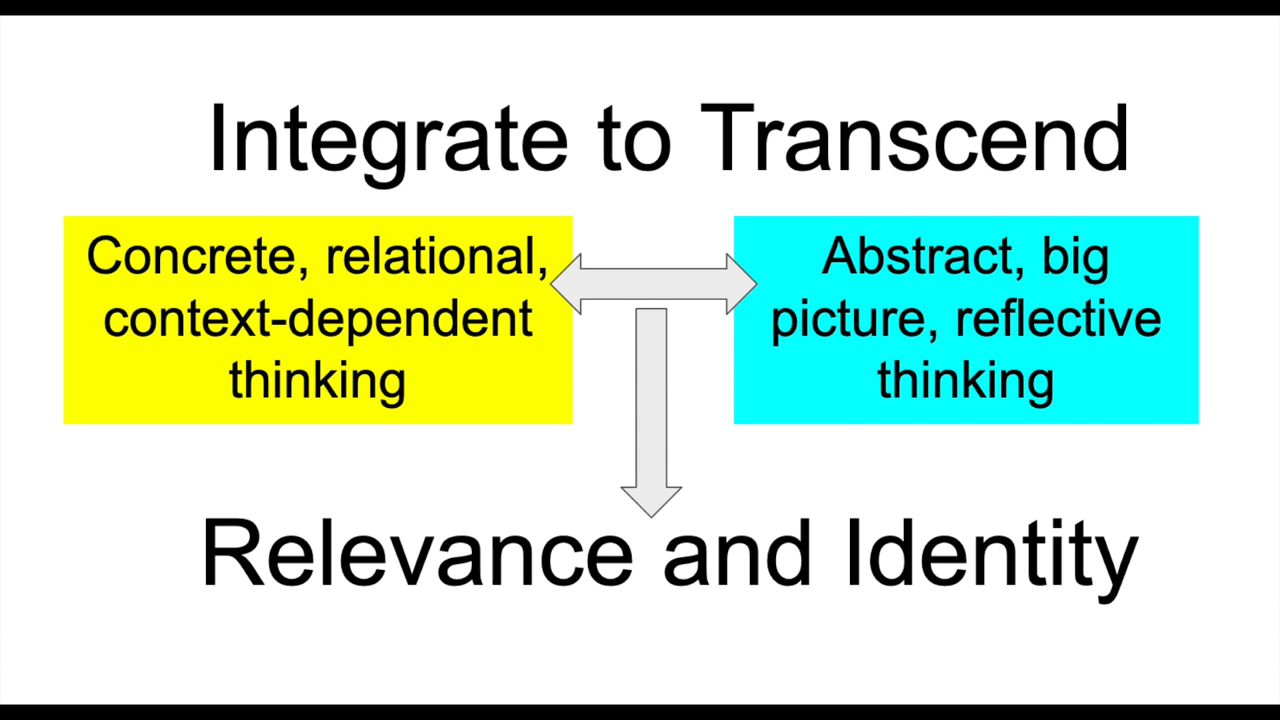 Integrate to Transcend
Concrete, relational,
context-dependent
thinking
Abstract, big
picture, reflective
thinking
Relevance and Identity